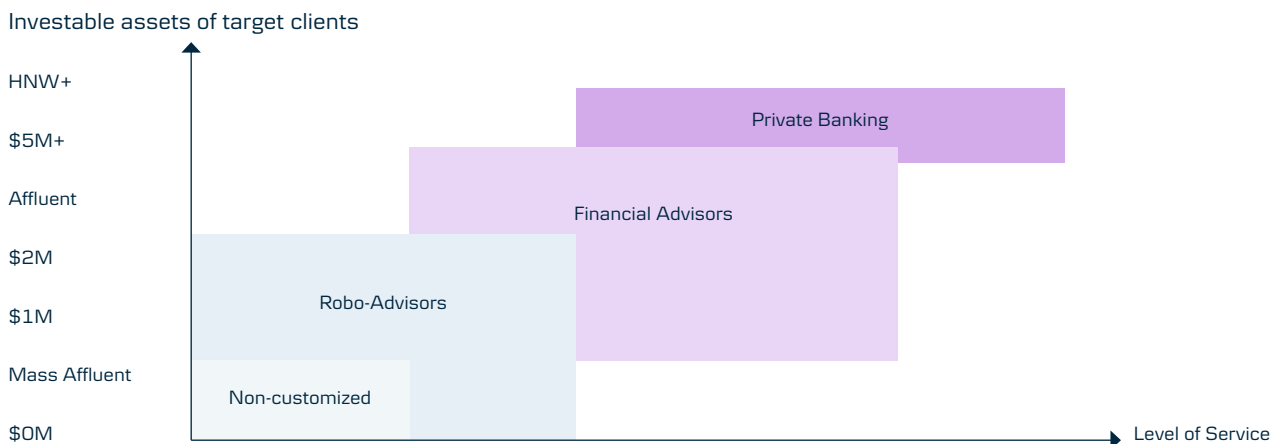 Investable assets of target clients
HNW+
Private Banking
$5M+
Affluent
Financial Advisors
$2M
Robo-Advisors
$1M
Mass Affluent
Non-customized
$0M
Level of Service